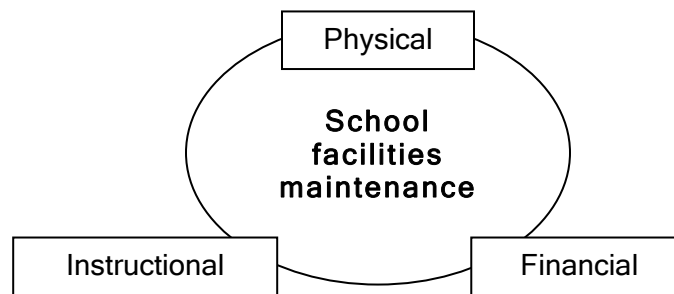 Physical
School
facilities
maintenance
Instructional
Financial